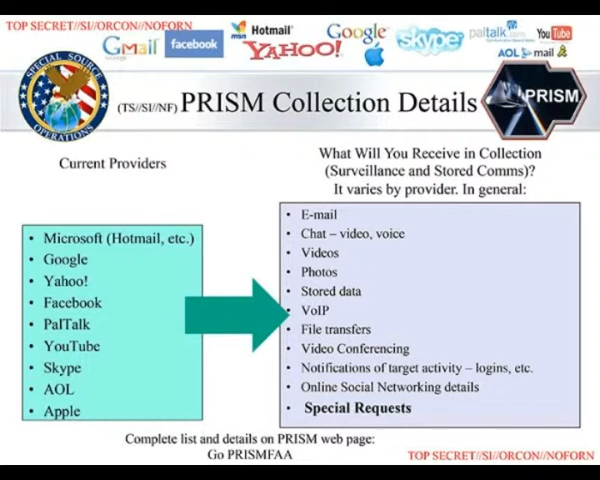 TOP SECRET//SI//ORCON//NOFORN
Gmail
facebook
msn Hotmail
YAHOO!
Google
skype
paltalk.com
You Tube
AOL mail
SPECIAL SOURCE
OPERATIONS
(TS//SI//NF) PRISM Collection Details
PRISM
Current Providers
What Will You Receive in Collection
(Surveillance and Stored Comms)?
It varies by provider. In general:
• Microsoft (Hotmail, etc.)
• Google
• Yahoo!
• Facebook
• PalTalk
• YouTube
• Skype
• AOL
• Apple
• E-mail
• Chat – video, voice
• Videos
• Photos
• Stored data
• VoIP
• File transfers
• Video Conferencing
• Notifications of target activity – logins, etc.
• Online Social Networking details
• Special Requests
Complete list and details on PRISM web page:
Go PRISMFAA
TOP SECRET//SI//ORCON//NOFORN